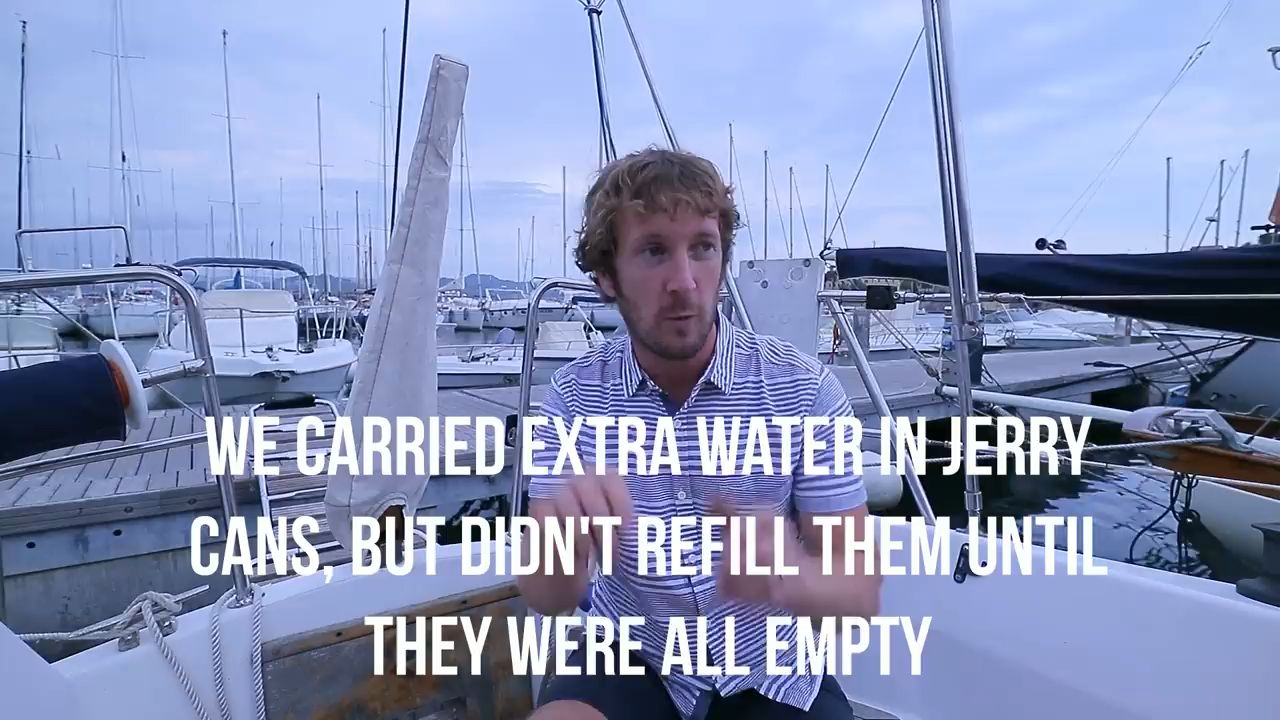 WE CARRIED EXTRA WATER IN JERRY
CANS, BUT DIDN'T REFILL THEM UNTIL
THEY WERE ALL EMPTY